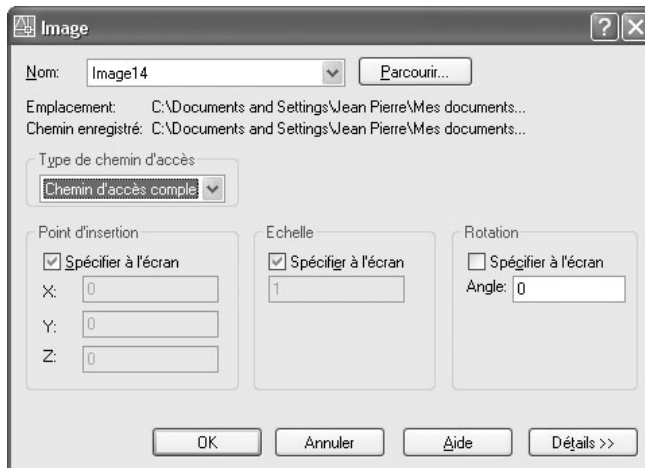 Image
Nom: Image14 Parcourir...
Emplacement: C:\Documents and Settings\Jean Pierre\Mes documents...
Chemin enregistré: C:\Documents and Settings\Jean Pierre\Mes documents...
Type de chemin d'accès
Chemin d'accès comple
Point d'insertion
Spécifier à l'écran
X: 0
Y: 0
Z: 0
Echelle
Spécifier à l'écran
1
Rotation
Spécifier à l'écran
Angle: 0
OK Annuler Aide Détails >>